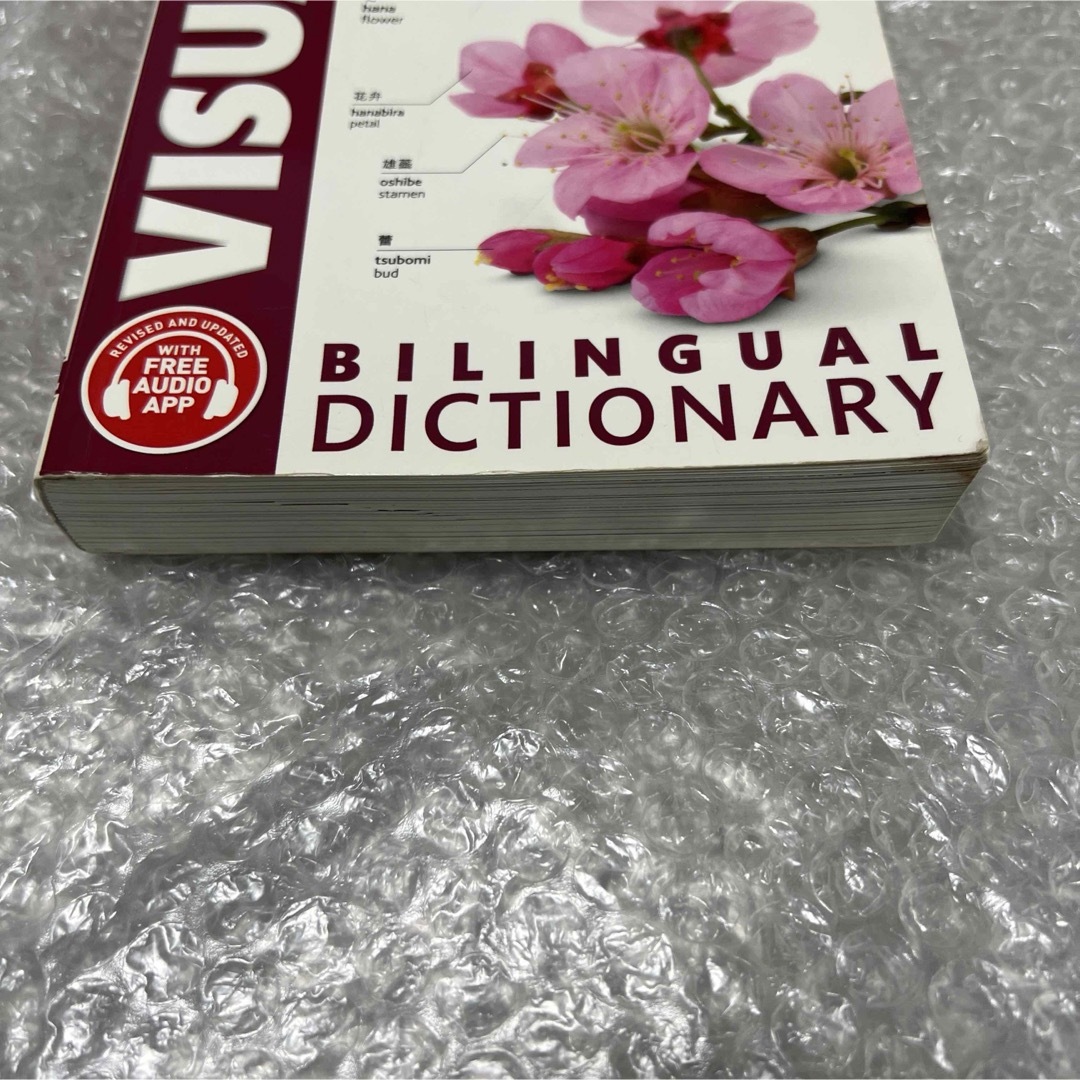 VISU
hana
flower
花弁
hanabira
petal
雄蕊
oshibe
stamen
蕾
tsubomi
bud
REVISED AND UPDATED
WITH
FREE
AUDIO
APP
BILINGUAL
DICTIONARY